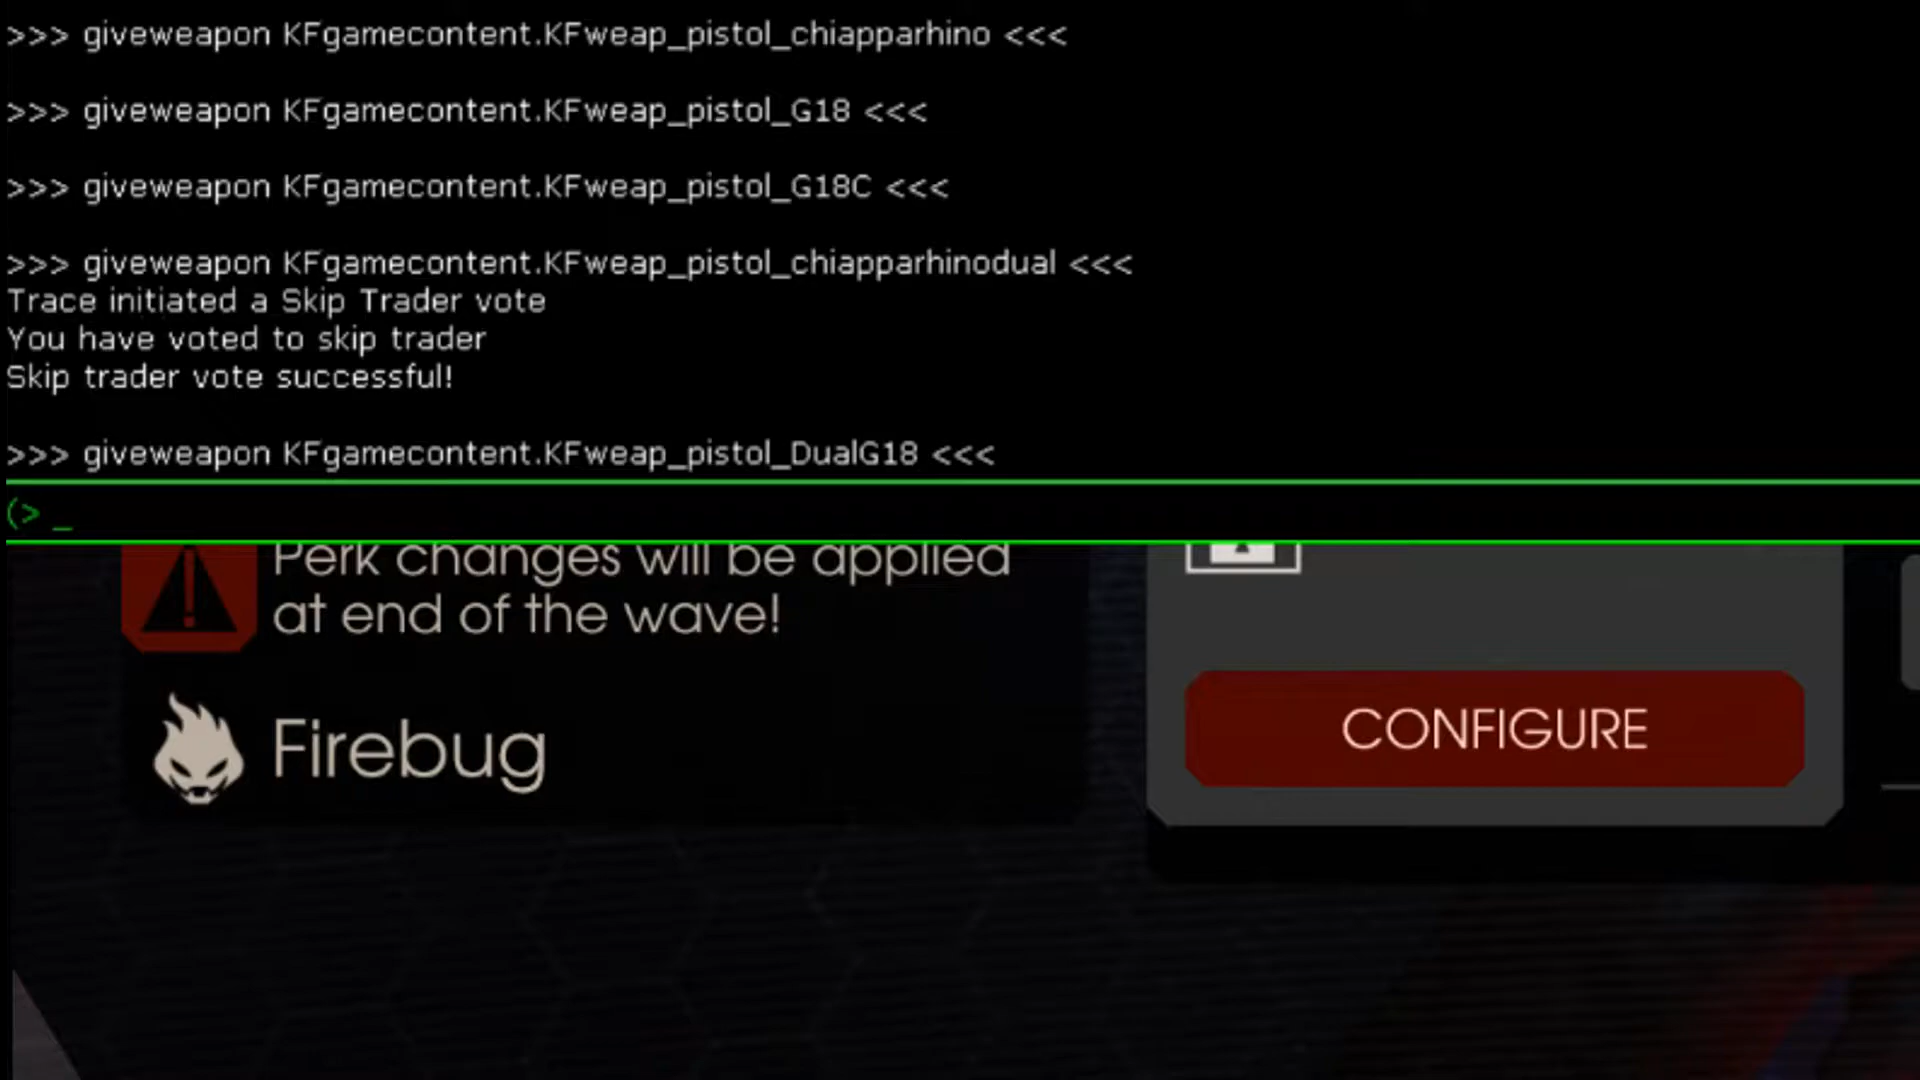 >>> giveweapon KFgamecontent.KFweap_pistol_chiapparhino <<<
>>> giveweapon KFgamecontent.KFweap_pistol_G18 <<<
>>> giveweapon KFgamecontent.KFweap_pistol_G18C <<<
>>> giveweapon KFgamecontent.KFweap_pistol_chiapparhinodual <<<
Trace initiated a Skip Trader vote
You have voted to skip trader
Skip trader vote successful!
>>> giveweapon KFgamecontent.KFweap_pistol_DualG18 <<<
(> _
Perk changes will be applied
at end of the wave!
Firebug
CONFIGURE